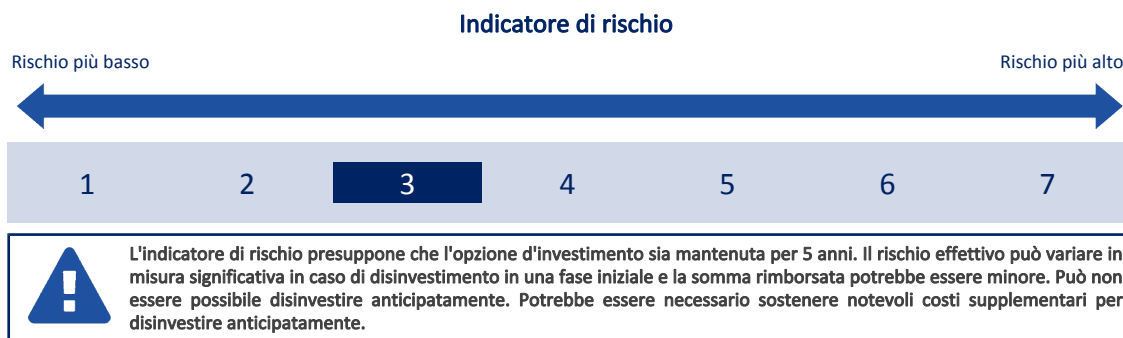 Indicatore di rischio
Rischio più basso
Rischio più alto
1 2 3 4 5 6 7
L'indicatore di rischio presuppone che l'opzione d'investimento sia mantenuta per 5 anni. Il rischio effettivo può variare in
misura significativa in caso di disinvestimento in una fase iniziale e la somma rimborsata potrebbe essere minore. Può non
essere possibile disinvestire anticipatamente. Potrebbe essere necessario sostenere notevoli costi supplementari per
disinvestire anticipatamente.